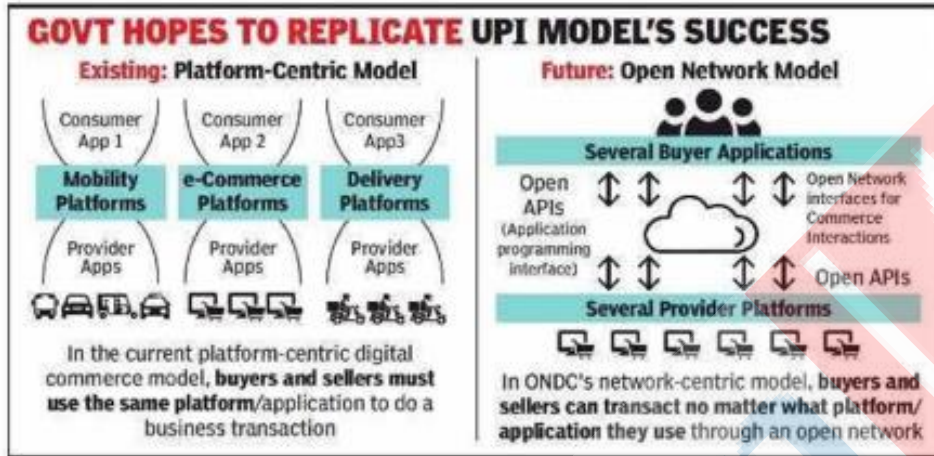 GOVT HOPES TO REPLICATE UPI MODEL'S SUCCESS
Existing: Platform-Centric Model
Consumer
App 1
Consumer
App 2
Consumer
App3
Mobility
Platforms
e-Commerce
Platforms
Delivery
Platforms
Provider
Apps
Provider
Apps
Provider
Apps
In the current platform-centric digital
commerce model, buyers and sellers must
use the same platform/application to do a
business transaction
Future: Open Network Model
Several Buyer Applications
Open
APIs
(Application
programming
interface)
Open Network
interfaces for
Commerce
Interactions
Open APIs
Several Provider Platforms
In ONDC's network-centric model, buyers and
sellers can transact no matter what platform/
application they use through an open network